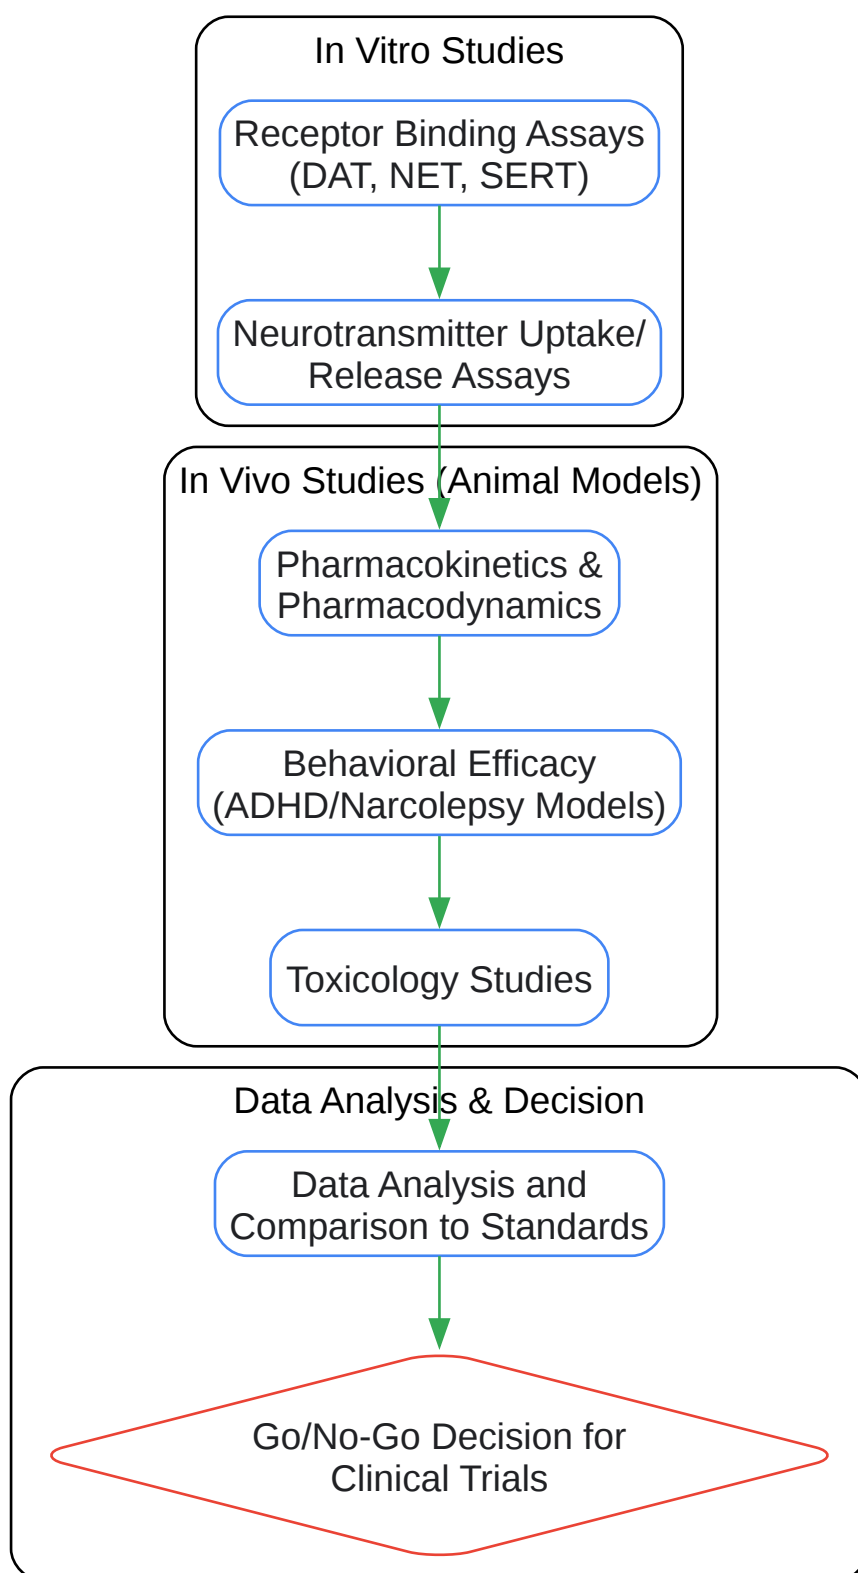 In Vitro Studies
Receptor Binding Assays
(DAT, NET, SERT)
Neurotransmitter Uptake/
Release Assays
In Vivo Studies (Animal Models)
Pharmacokinetics &
Pharmacodynamics
Behavioral Efficacy
(ADHD/Narcolepsy Models)
Toxicology Studies
Data Analysis & Decision
Data Analysis and
Comparison to Standards
Go/No-Go Decision for
Clinical Trials